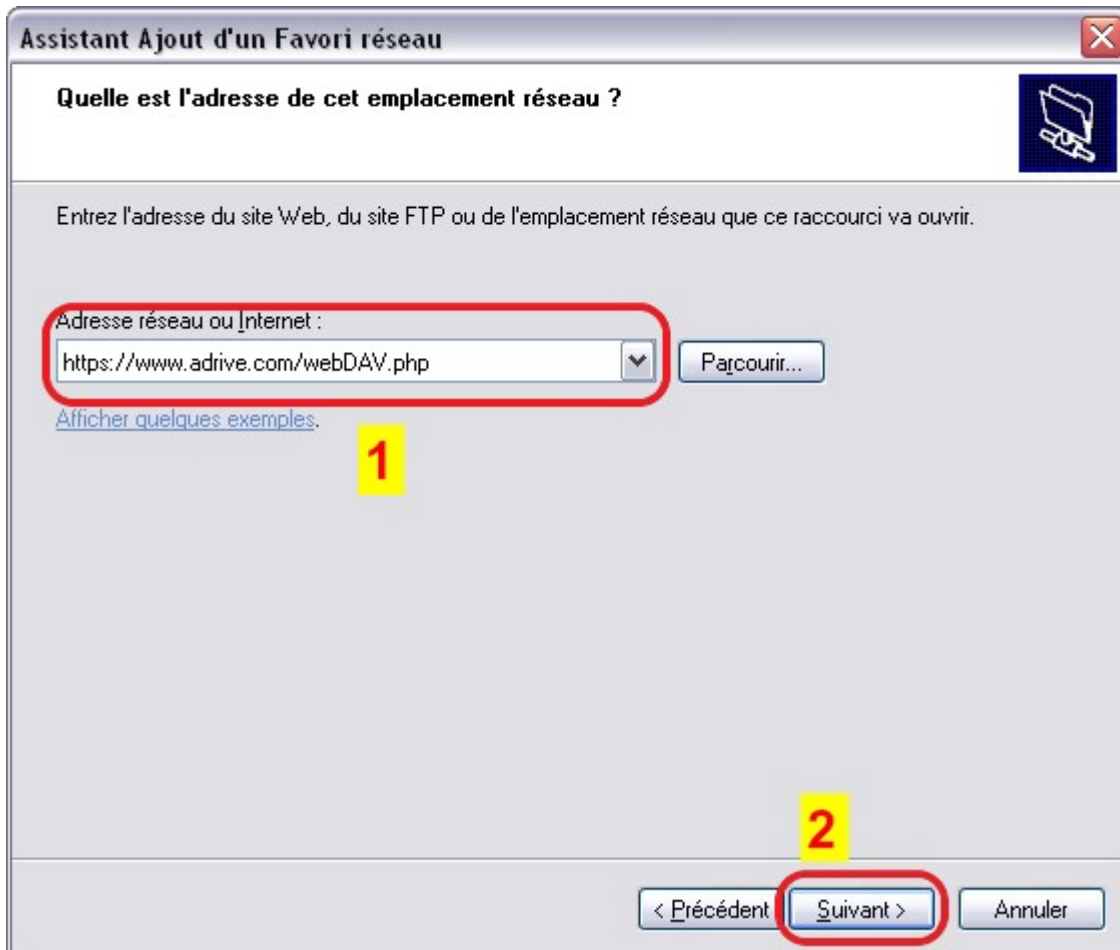 Assistant Ajout d'un Favori réseau
Quelle est l'adresse de cet emplacement réseau ?
Entrez l'adresse du site Web, du site FTP ou de l'emplacement réseau que ce raccourci va ouvrir.
Adresse réseau ou Internet :
https://www.adrive.com/webDAV.php
Parcourir...
Afficher quelques exemples.
1
2
< Précédent
Suivant >
Annuler